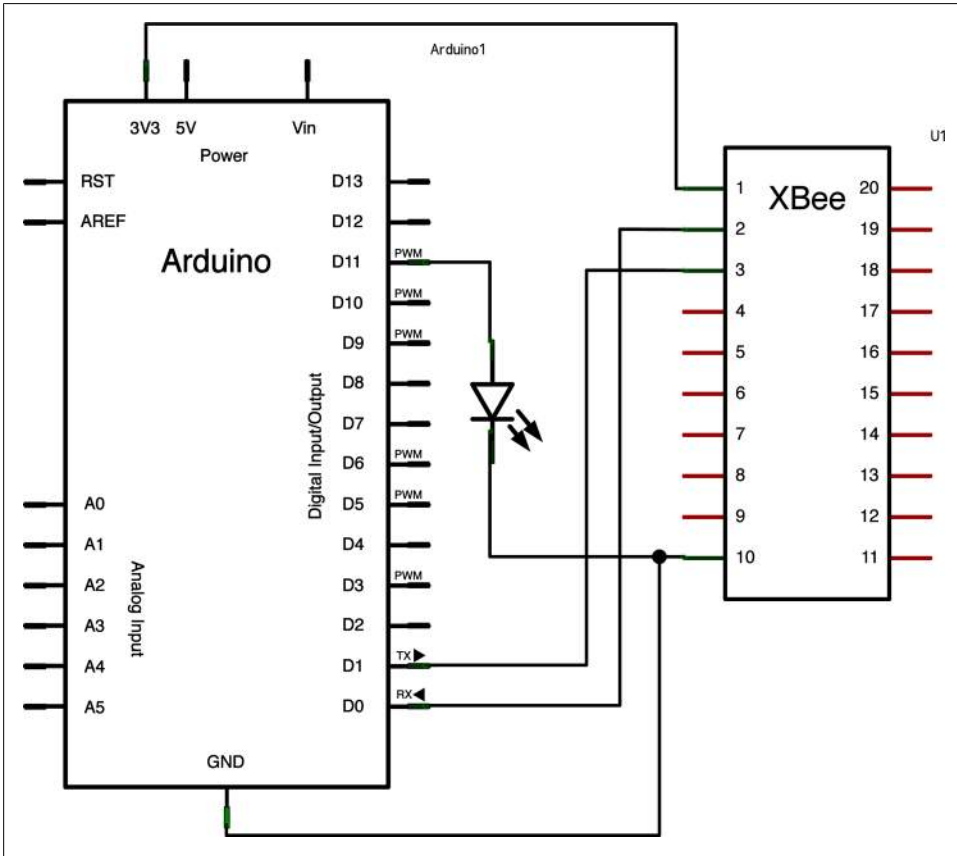 Arduino1
3V3 5V Vin
Power
U1
RST
AREF
Arduino
A0
A1
A2
A3
A4
A5
Analog Input
Digital Input/Output
D13
D12
D11 PWM
D10 PWM
D9 PWM
D8
D7
D6 PWM
D5 PWM
D4
D3 PWM
D2
D1 TX
D0 RX
GND
XBee
1 20
2 19
3 18
4 17
5 16
6 15
7 14
8 13
9 12
10 11